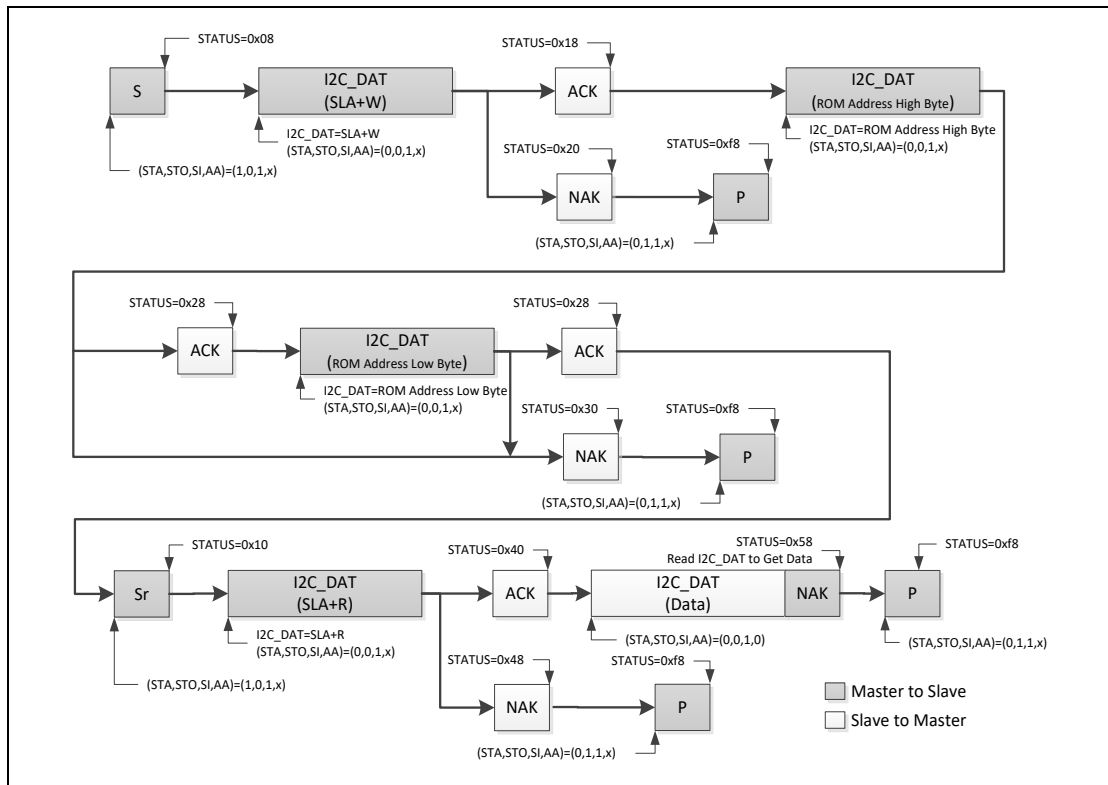 STATUS=0x08
STATUS=0x18
S
I2C_DAT
(SLA+W)
ACK
I2C_DAT
(ROM Address High Byte)
I2C_DAT=SLA+W
(STA,STO,SI,AA)=(0,0,1,x)
I2C_DAT=ROM Address High Byte
(STA,STO,SI,AA)=(0,0,1,x)
(STA,STO,SI,AA)=(1,0,1,x)
STATUS=0x20
STATUS=0xf8
NAK
P
(STA,STO,SI,AA)=(0,1,1,x)
STATUS=0x28
STATUS=0x28
ACK
I2C_DAT
(ROM Address Low Byte)
ACK
I2C_DAT=ROM Address Low Byte
(STA,STO,SI,AA)=(0,0,1,x)
STATUS=0x30
STATUS=0xf8
NAK
P
(STA,STO,SI,AA)=(0,1,1,x)
STATUS=0x10
STATUS=0x40
STATUS=0x58
Read I2C_DAT to Get Data
STATUS=0xf8
Sr
I2C_DAT
(SLA+R)
ACK
I2C_DAT
(Data)
NAK
P
I2C_DAT=SLA+R
(STA,STO,SI,AA)=(0,0,1,x)
(STA,STO,SI,AA)=(0,0,1,0)
(STA,STO,SI,AA)=(0,1,1,x)
(STA,STO,SI,AA)=(1,0,1,x)
STATUS=0x48
STATUS=0xf8
NAK
P
(STA,STO,SI,AA)=(0,1,1,x)
Master to Slave
Slave to Master